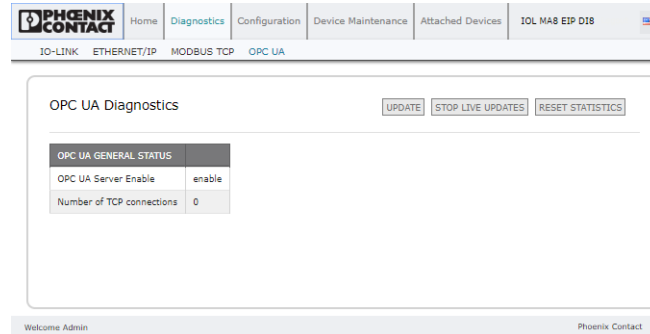 PHŒNIX CONTACT Home Diagnostics Configuration Device Maintenance Attached Devices IOL MA8 EIP DI8
IO-LINK ETHERNET/IP MODBUS TCP OPC UA
OPC UA Diagnostics UPDATE STOP LIVE UPDATES RESET STATISTICS
OPC UA GENERAL STATUS
OPC UA Server Enable enable
Number of TCP connections 0
Welcome Admin Phoenix Contact